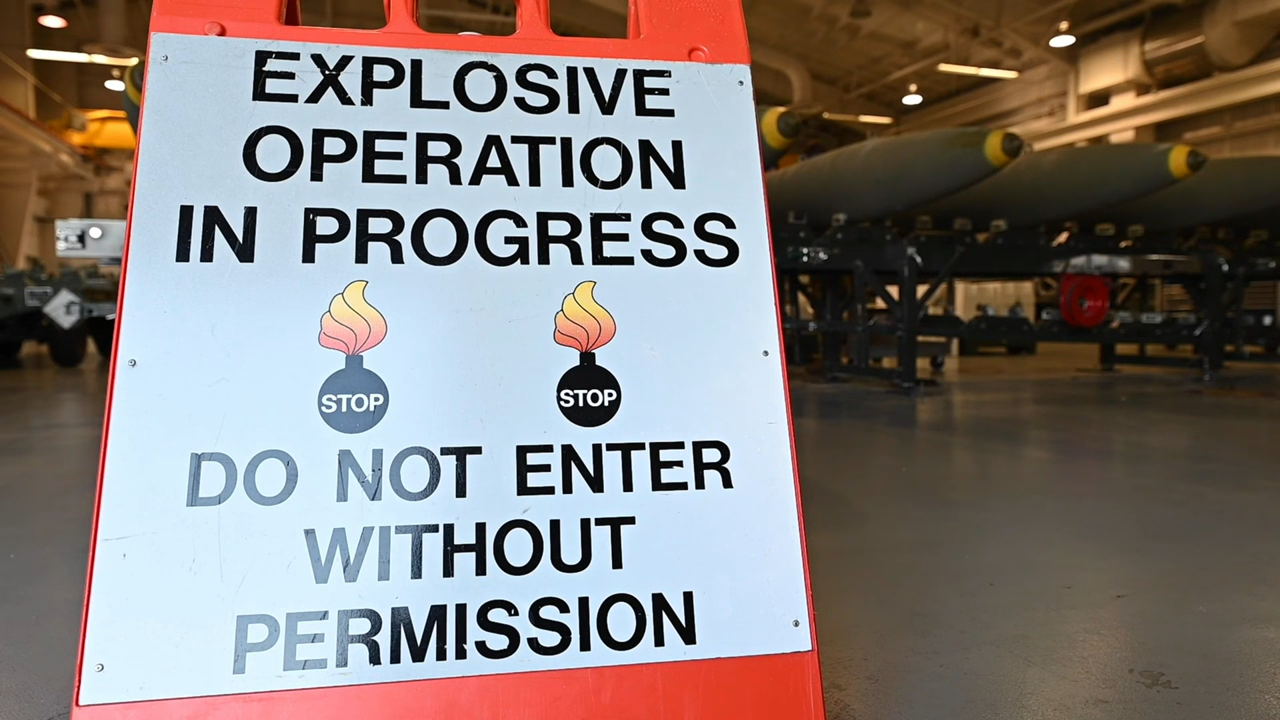 EXPLOSIVE
OPERATION
IN PROGRESS
STOP STOP
DO NOT ENTER
WITHOUT
PERMISSION